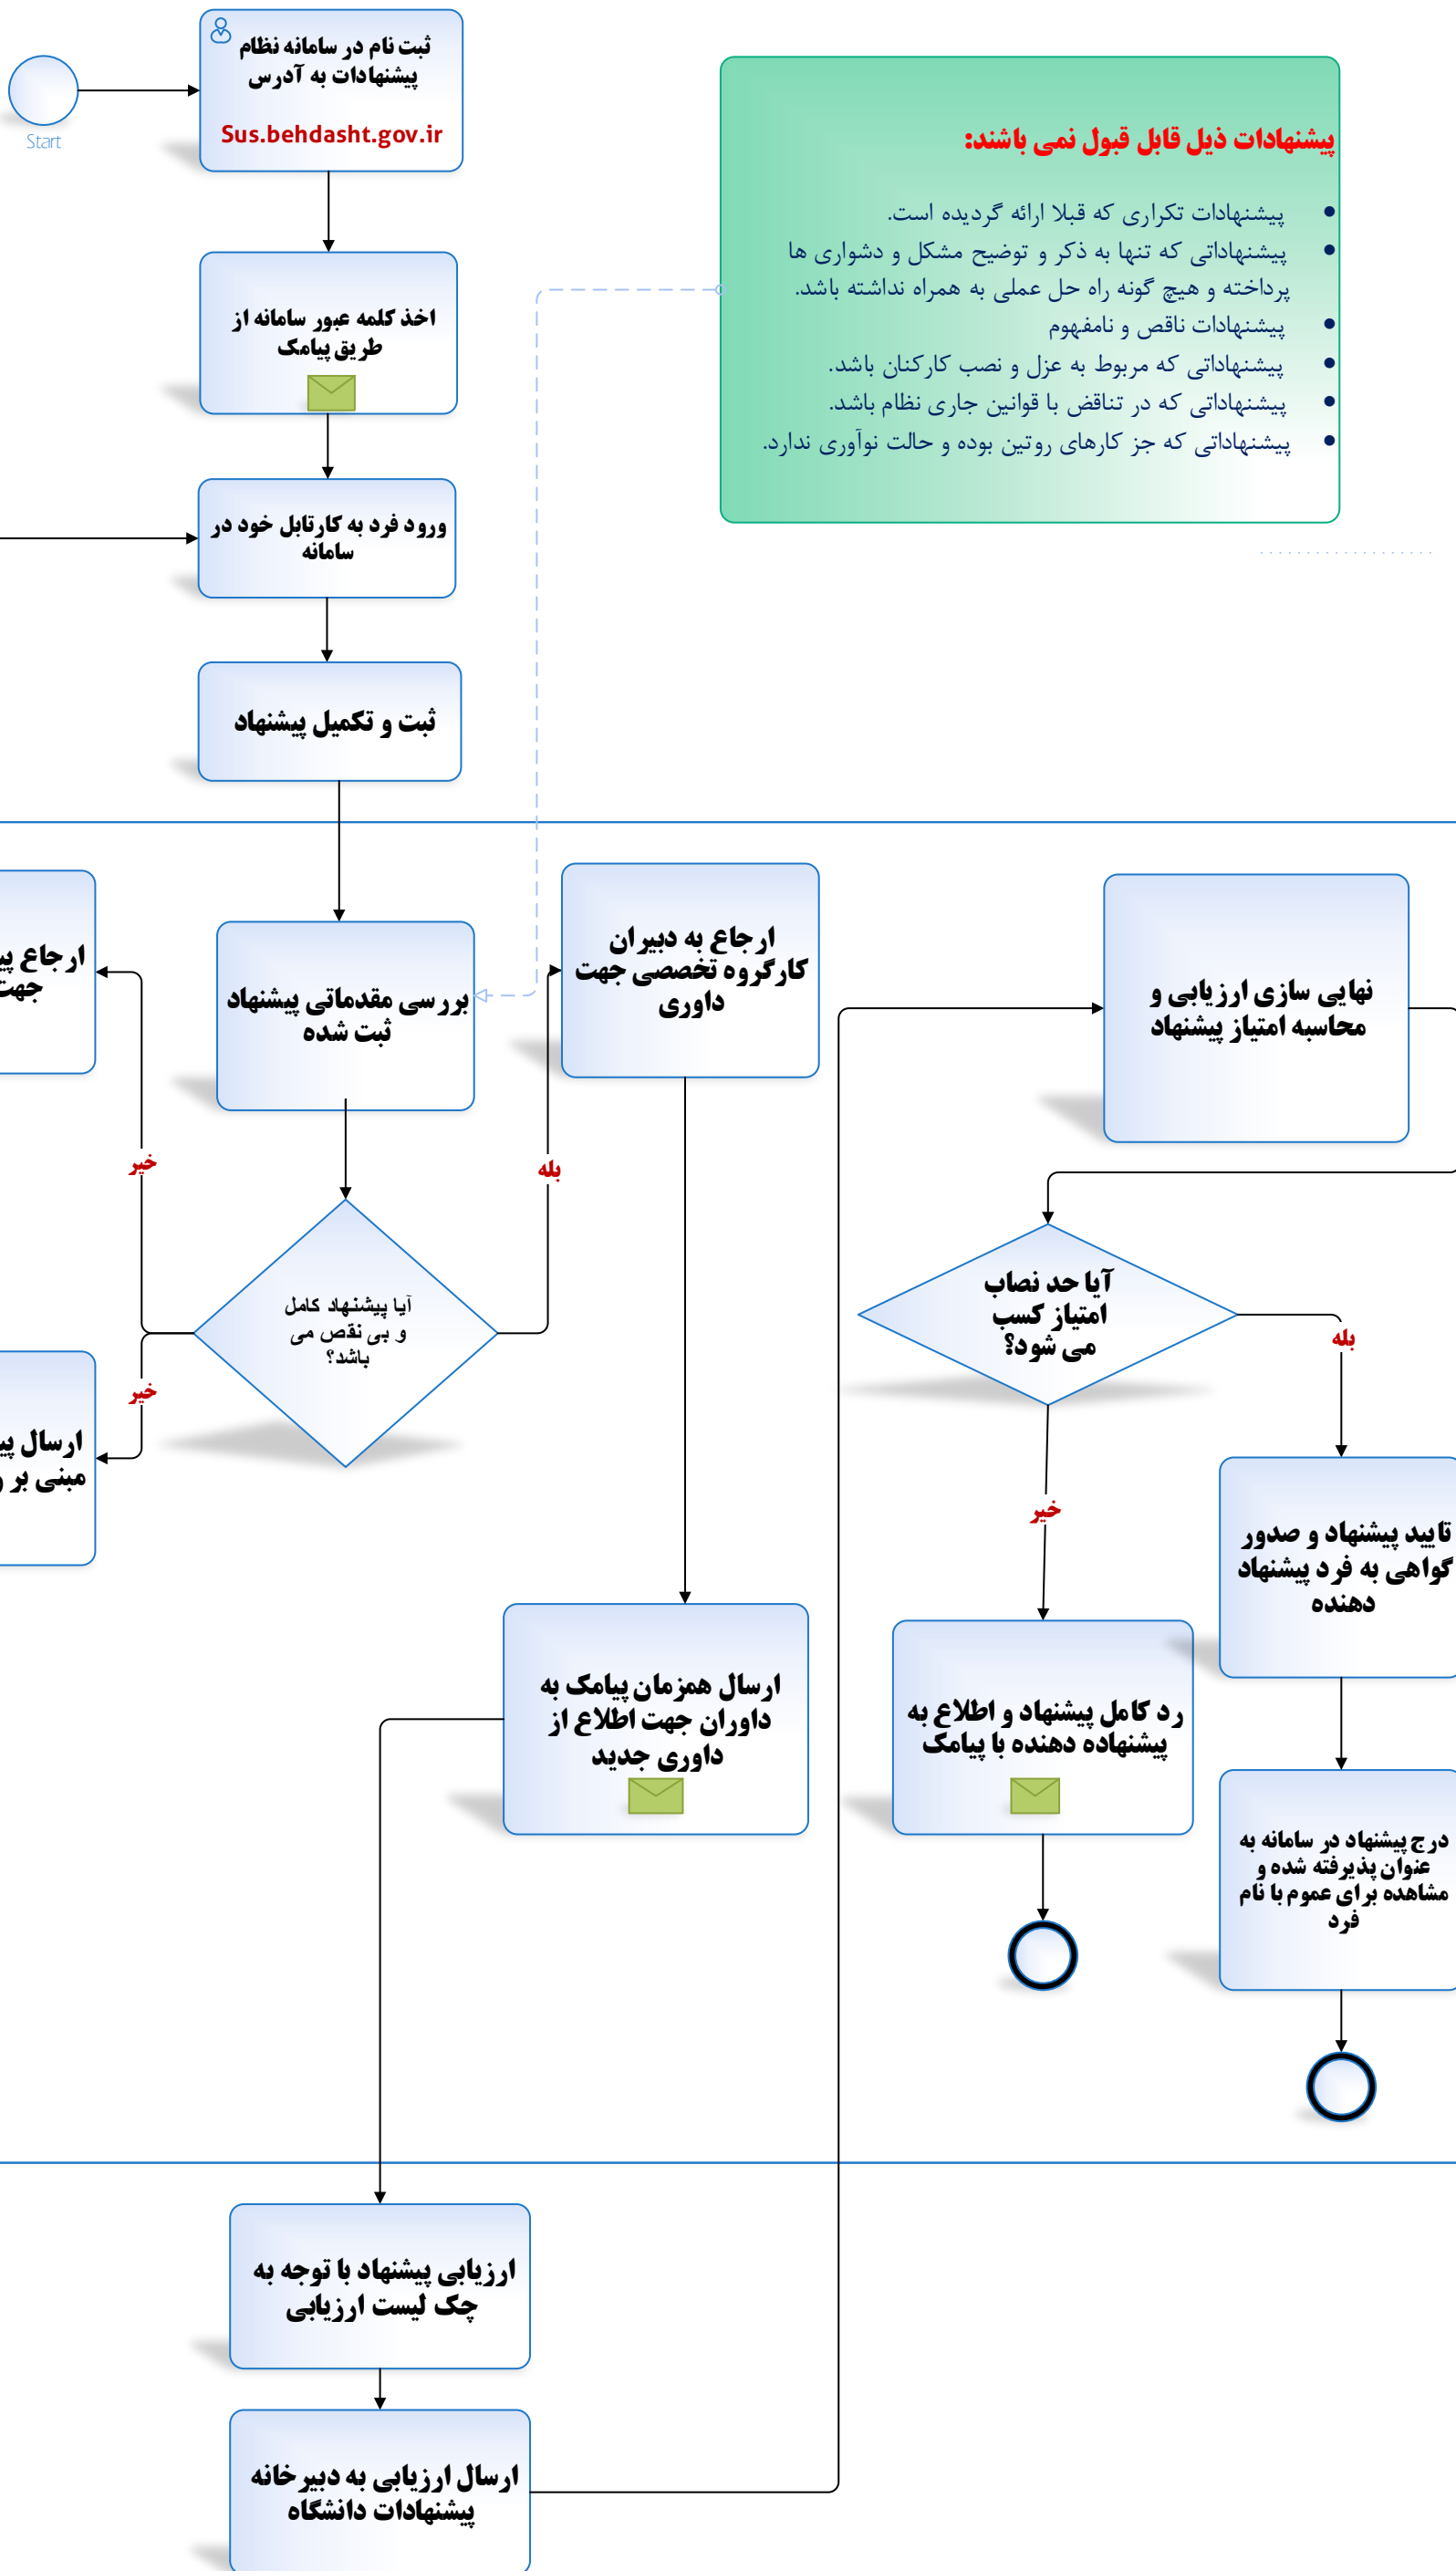 Start
ثبت نام در سامانه نظام
پیشنهادات به آدرس
Sus.behdasht.gov.ir
پیشنهادات ذیل قابل قبول نمی باشند:
پیشنهادات تکراری که قبلا ارائه گردیده است.
پیشنهاداتی که تنها به ذکر و توضیح مشکل و دشواری ها
پرداخته و هیچ گونه راه حل عملی به همراه نداشته باشد.
پیشنهادات ناقص و نامفهوم
پیشنهاداتی که مربوط به عزل و نصب کارکنان باشد.
پیشنهاداتی که در تناقض با قوانین جاری نظام باشد.
پیشنهاداتی که جز کارهای روتین بوده و حالت نوآوری ندارد.
اخذ کلمه عبور سامانه از
طریق پیامک
ورود فرد به کارتابل خود در
سامانه
ثبت و تکمیل پیشنهاد
ارجاع
بررسی مقدماتی پیشنهاد
ثبت شده
ارجاع به دبیران
کارگروه تخصصی جهت
داوری
نهایی سازی ارزیابی و
محاسبه امتیاز پیشنهاد
خیر
بله
آیا پیشنهاد کامل
و بی نقص می
باشد؟
خیر
آیا حد نصاب
امتیاز کسب
می شود؟
بله
ارسال
مبنی بر
خیر
تایید پیشنهاد و صدور
گواهی به فرد پیشنهاد
دهنده
ارسال همزمان پیامک به
داوران جهت اطلاع از
داوری جدید
رد کامل پیشنهاد و اطلاع به
پیشنهاده دهنده با پیامک
درج پیشنهاد در سامانه به
عنوان پذیرفته شده و
مشاهده برای عموم با نام
فرد
ارزیابی پیشنهاد با توجه به
چک لیست ارزیابی
ارسال ارزیابی به دبیرخانه
پیشنهادات دانشگاه